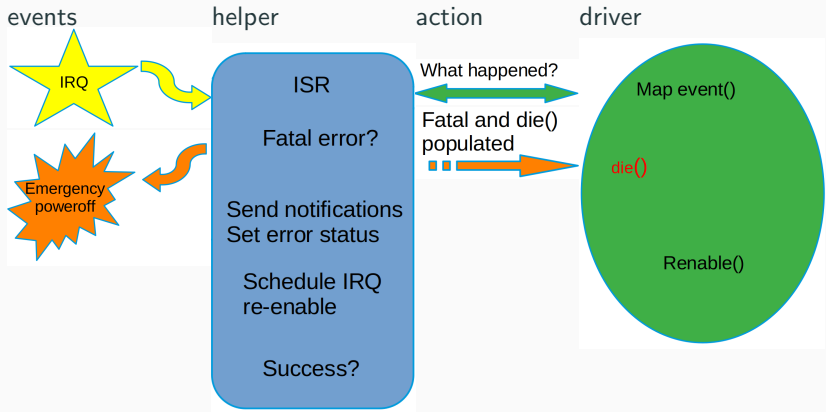 events
helper
action
driver
IRQ
ISR
What happened?
Map event()
Fatal error?
Fatal and die()
populated
die()
Emergency
poweroff
Send notifications
Set error status
Renable()
Schedule IRQ
re-enable
Success?